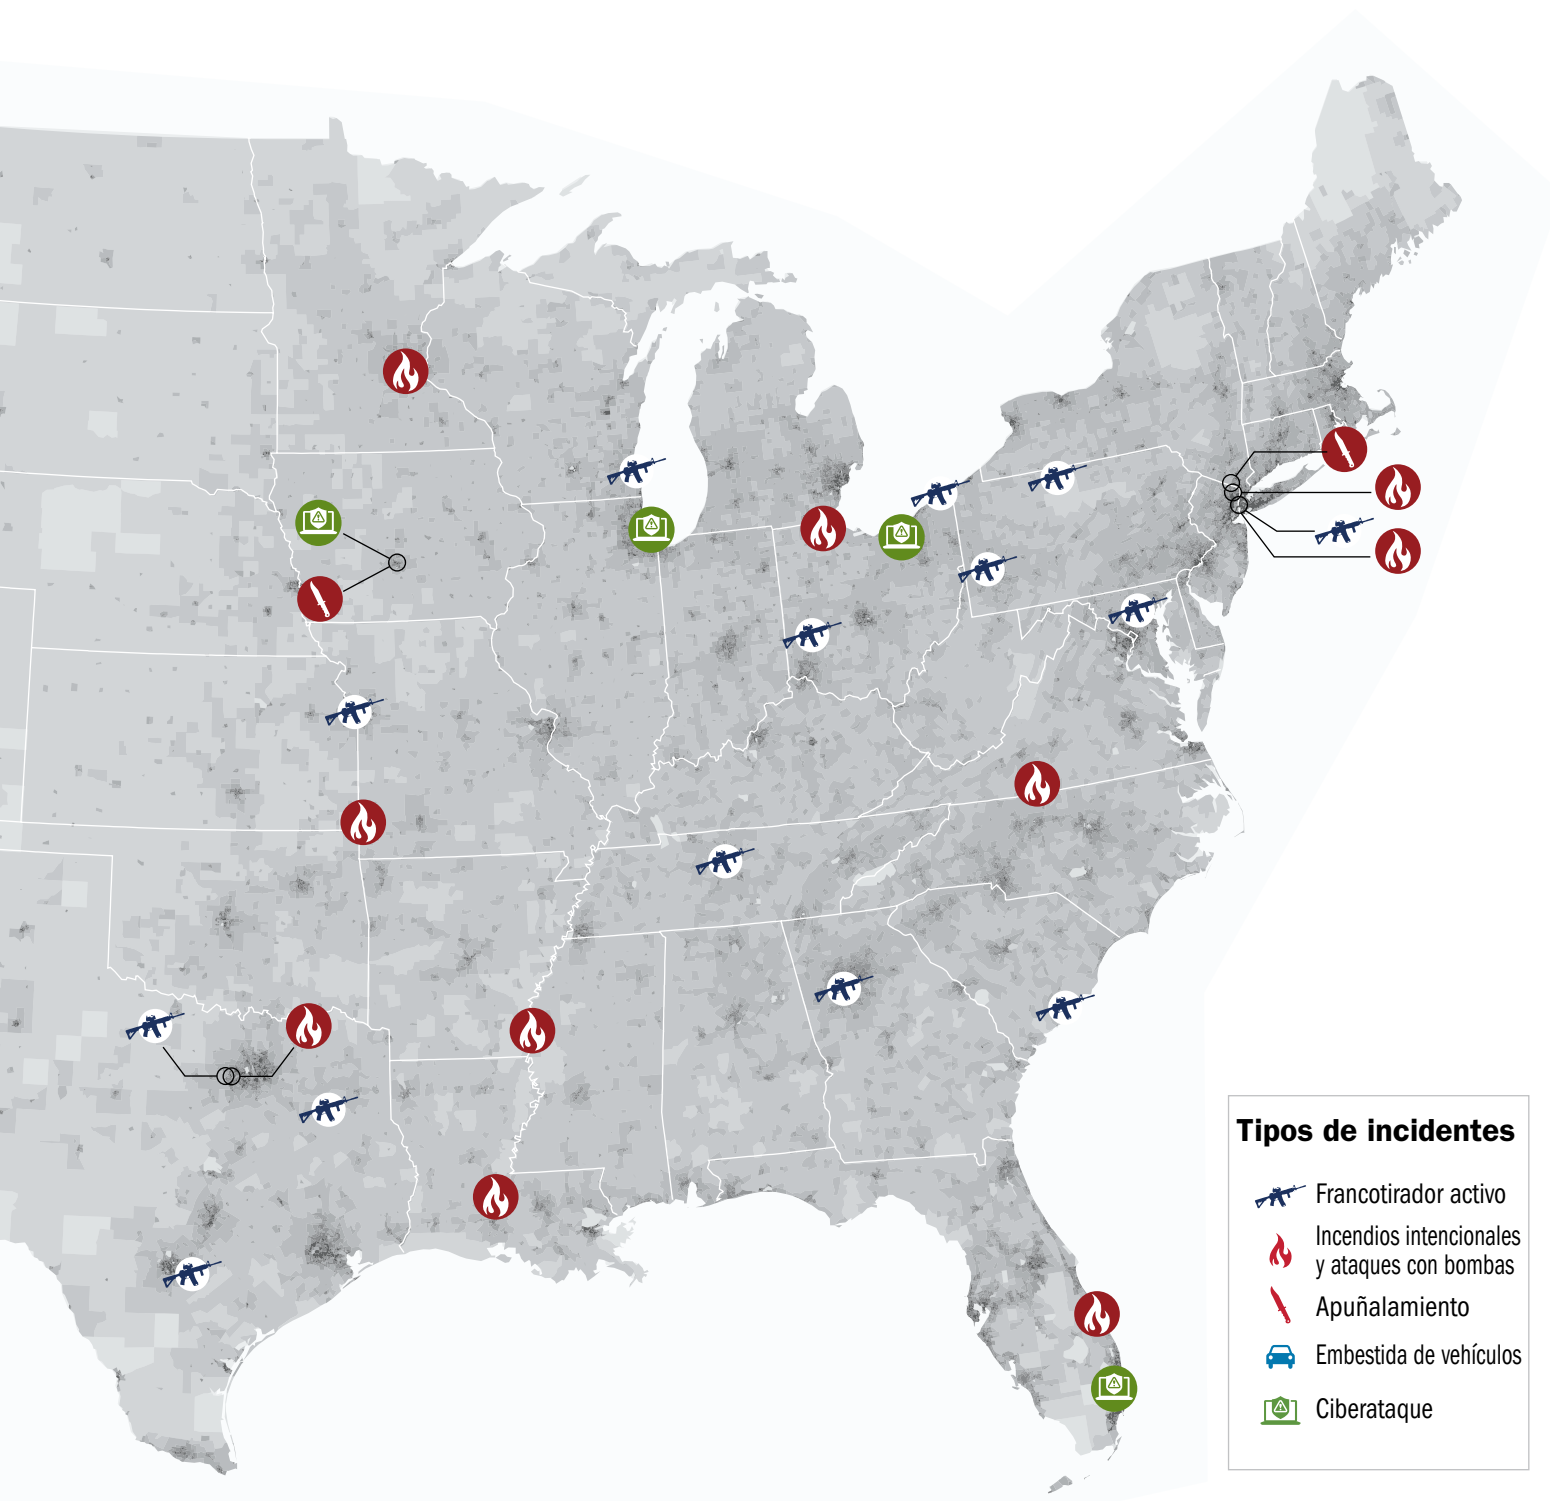 Tipos de incidentes
Francotirador activo
Incendios intencionales
y ataques con bombas
Apuñalamiento
Embestida de vehículos
Ciberataque